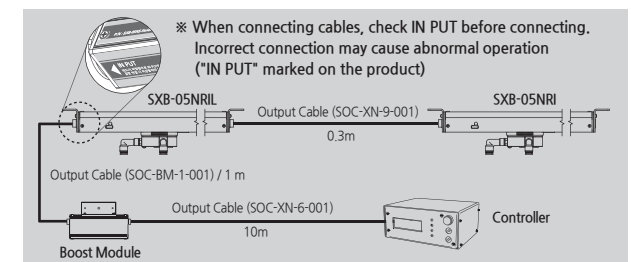 ※ When connecting cables, check IN PUT before connecting.
Incorrect connection may cause abnormal operation
("IN PUT" marked on the product)
IN PUT
SXB-05NRIL
Output Cable (SOC-XN-9-001)
0.3m
SXB-05NRI
Output Cable (SOC-BM-1-001) / 1 m
Output Cable (SOC-XN-6-001)
10m
Controller
Boost Module